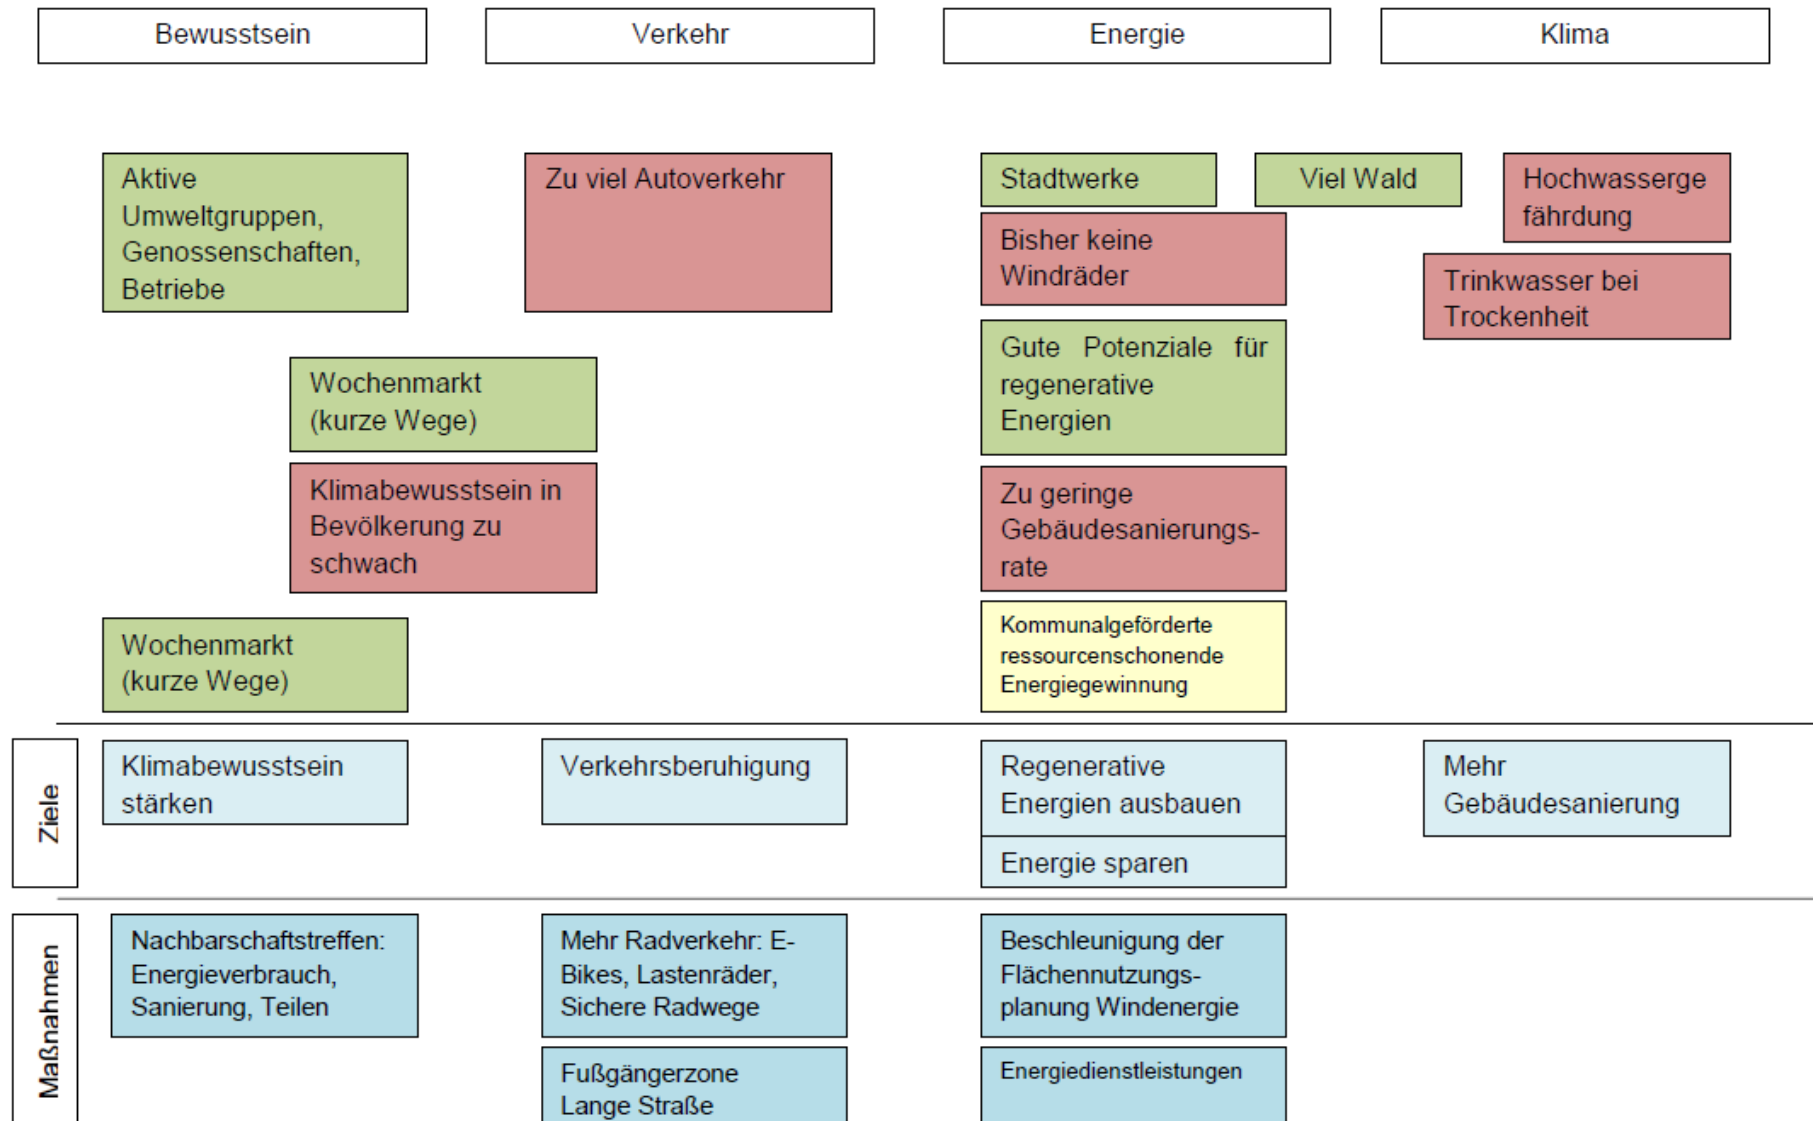 Bewusstsein
Verkehr
Energie
Klima
Aktive
Umweltgruppen,
Genossenschaften,
Betriebe
Zu viel Autoverkehr
Stadtwerke
Viel Wald
Hochwasserge
fährdung
Bisher keine
Windräder
Trinkwasser bei
Trockenheit
Gute Potenziale für
regenerative
Energien
Wochenmarkt
(kurze Wege)
Klimabewusstsein in
Bevölkerung zu
schwach
Zu geringe
Gebäudesanierungs-
rate
Wochenmarkt
(kurze Wege)
Kommunalgeförderte
ressourcenschonende
Energiegewinnung
Ziele
Klimabewusstsein
stärken
Verkehrsberuhigung
Regenerative
Energien ausbauen
Energie sparen
Mehr
Gebäudesanierung
Maßnahmen
Nachbarschaftstreffen:
Energieverbrauch,
Sanierung, Teilen
Mehr Radverkehr: E-
Bikes, Lastenräder,
Sichere Radwege
Beschleunigung der
Flächennutzungs-
planung Windenergie
Fußgängerzone
Lange Straße
Energiedienstleistungen